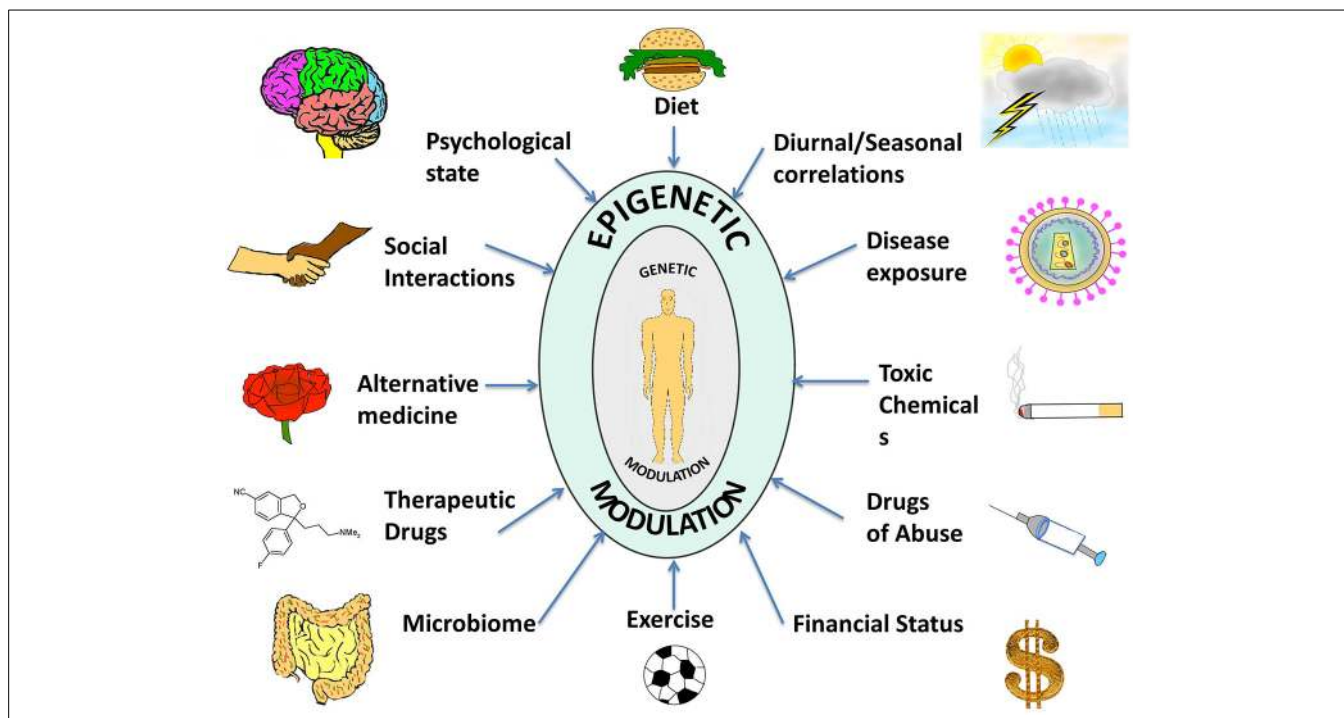 Diet
Psychological
state
Diurnal/Seasonal
correlations
EPIGENETIC
Social
Interactions
Disease
exposure
GENETIC
Alternative
medicine
Toxic
Chemical
s
MODULATION
Therapeutic
Drugs
NC
O
NMe2
F
MODULATION
Drugs
of Abuse
Microbiome
Exercise
Financial Status
$